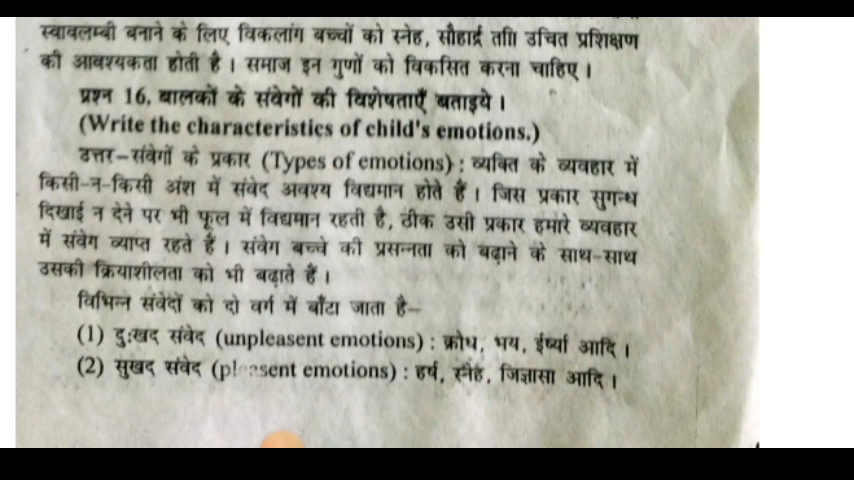 स्वावलम्बी बनाने के लिए विकलांग बच्चों को स्नेह, सौहार्द्र तथाि उचित प्रशिक्षण
की आवश्यकता होती है । समाज इन गुणों को विकसित करना चाहिए ।
प्रश्न 16. बालकों के संवेगों की विशेषताएँ बताइये ।
(Write the characteristics of child's emotions.)
उत्तर–संवेगों के प्रकार (Types of emotions) : व्यक्ति के व्यवहार में
किसी-न-किसी अंश में संवेद अवश्य विद्यमान होते हैं । जिस प्रकार सुगन्ध
दिखाई न देने पर भी फूल में विद्यमान रहती है, ठीक उसी प्रकार हमारे व्यवहार
में संवेग व्याप्त रहते हैं । संवेग बच्चे की प्रसन्नता को बढ़ाने के साथ-साथ
उसकी क्रियाशीलता को भी बढ़ाते हैं ।
विभिन्न संवेदों को दो वर्ग में बाँटा जाता है–
(1) दुःखद संवेद (unpleasent emotions) : क्रोध, भय, ईर्ष्या आदि ।
(2) सुखद संवेद (pleasent emotions) : हर्ष, स्नेह, जिज्ञासा आदि ।